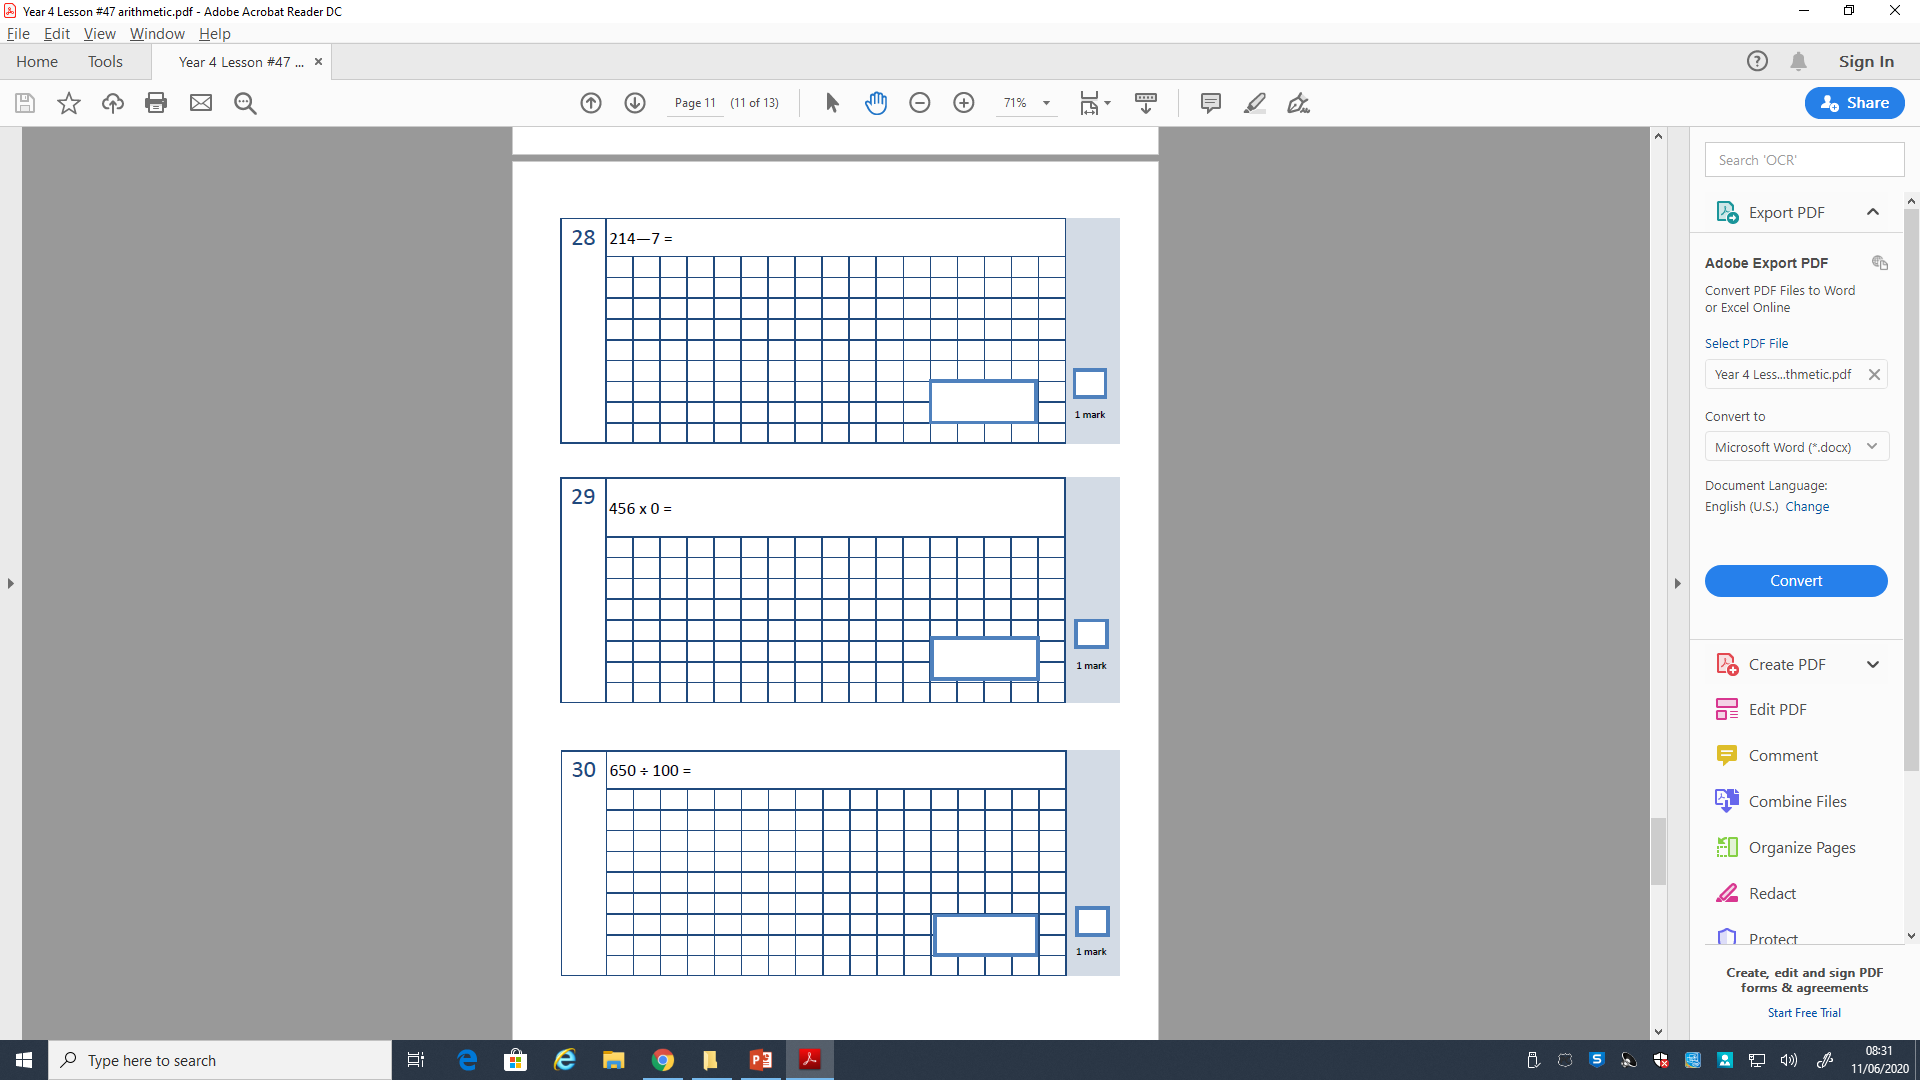 Year 4 Lesson #47 arithmetic.pdf - Adobe Acrobat Reader DC
File Edit View Window Help
Home Tools Year 4 Lesson #47 ... ×
Sign In
Page 11 (11 of 13) 71% Share
28 214—7 =
1 mark
29 456 x 0 =
1 mark
30 650 ÷ 100 =
1 mark
Search 'OCR'
Export PDF
Adobe Export PDF
Convert PDF Files to Word
or Excel Online
Select PDF File
Year 4 Less...thmetic.pdf
Convert to
Microsoft Word (*.docx)
Document Language:
English (U.S.) Change
Convert
Create PDF
Edit PDF
Comment
Combine Files
Organize Pages
Redact
Protect
Create, edit and sign PDF
forms & agreements
Start Free Trial
Type here to search
08:31
11/06/2020